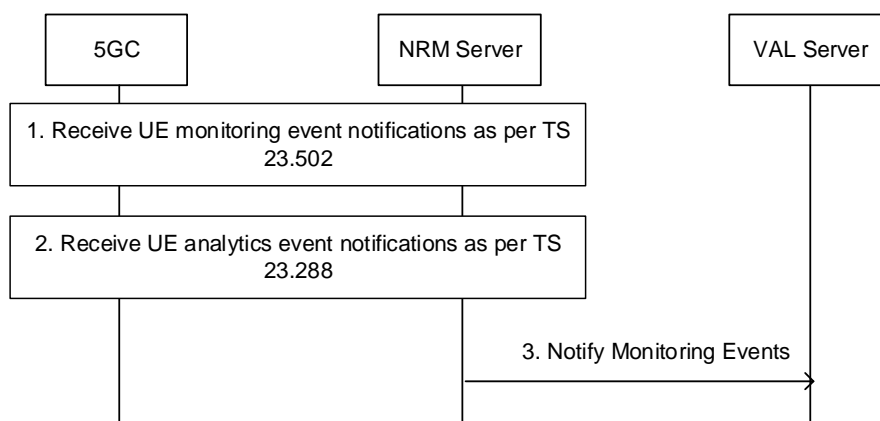 5GC
NRM Server
VAL Server
1. Receive UE monitoring event notifications as per TS
23.502
2. Receive UE analytics event notifications as per TS
23.288
3. Notify Monitoring Events